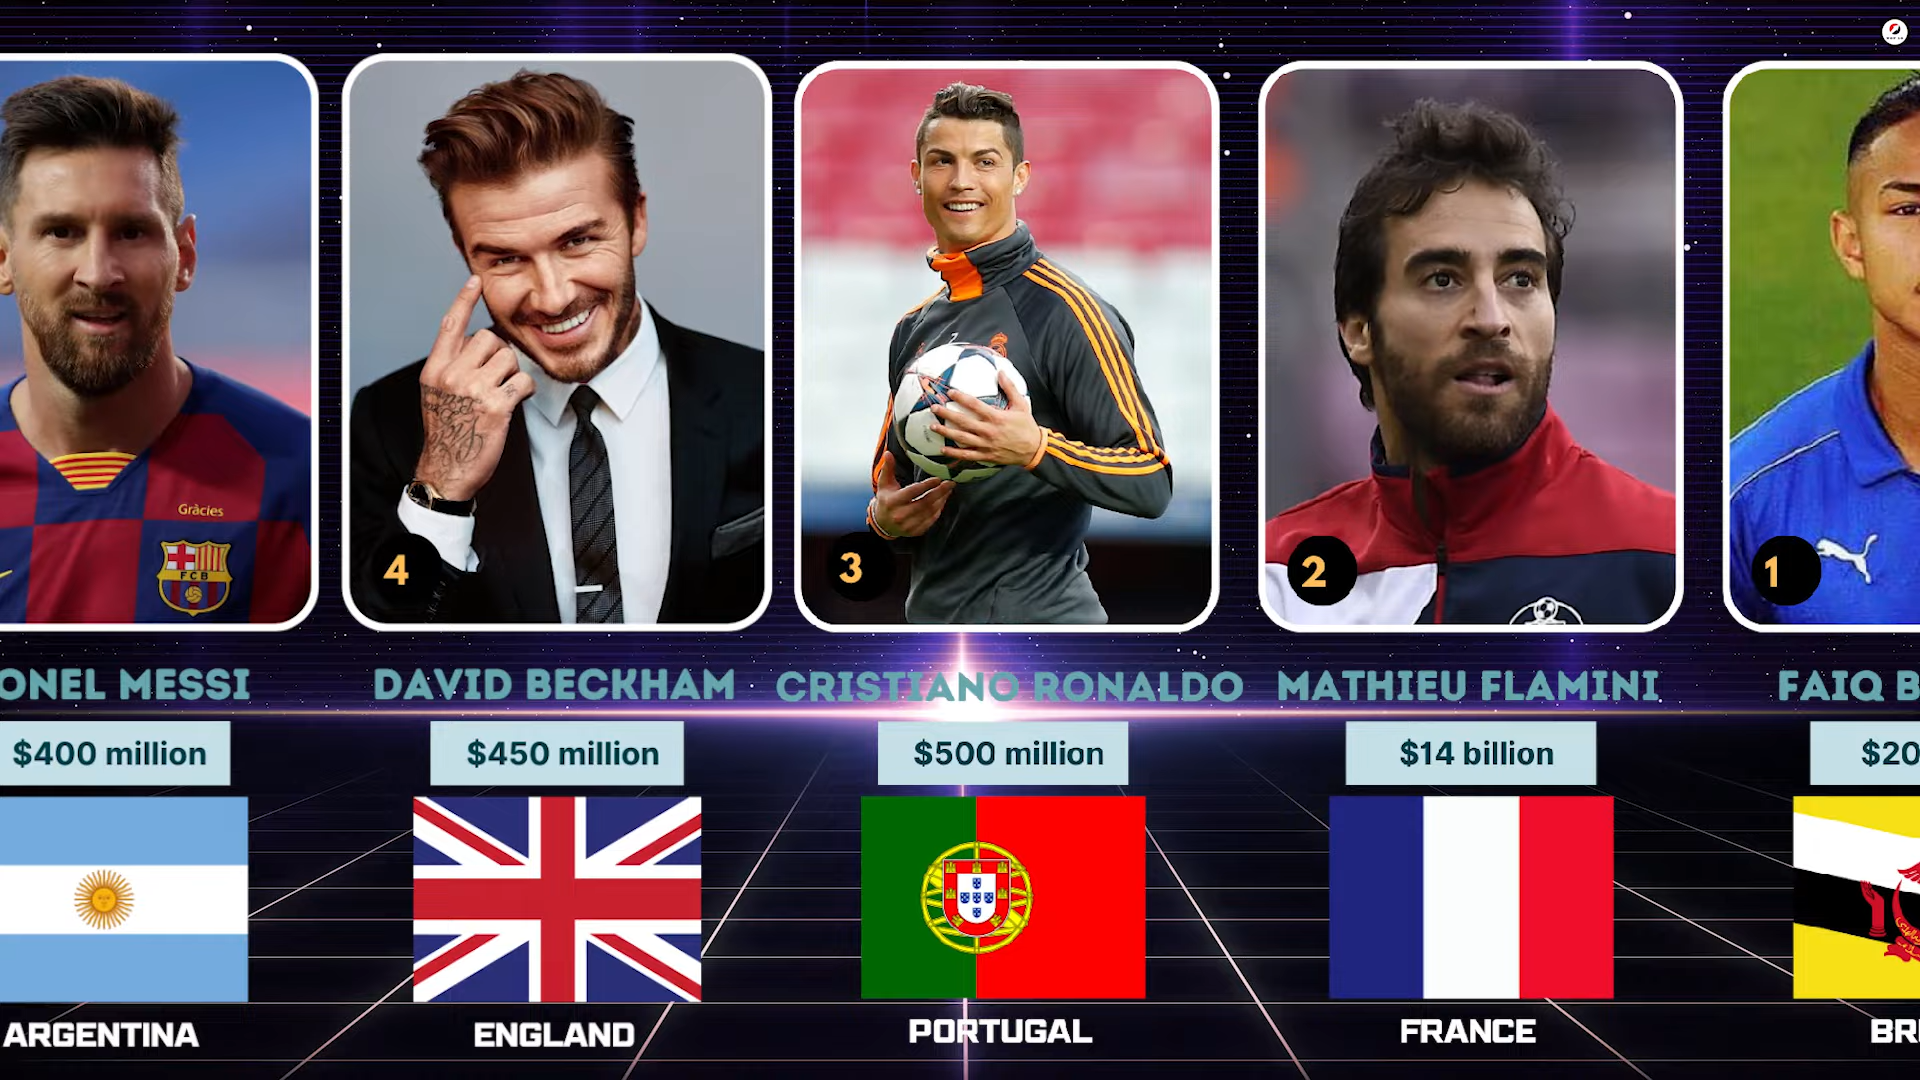 Gràcies
FCB
4
3
2
1
ONEL MESSI
DAVID BECKHAM
CRISTIANO RONALDO
MATHIEU FLAMINI
FAIQ B
$400 million
$450 million
$500 million
$14 billion
$20
ARGENTINA
ENGLAND
PORTUGAL
FRANCE
BR